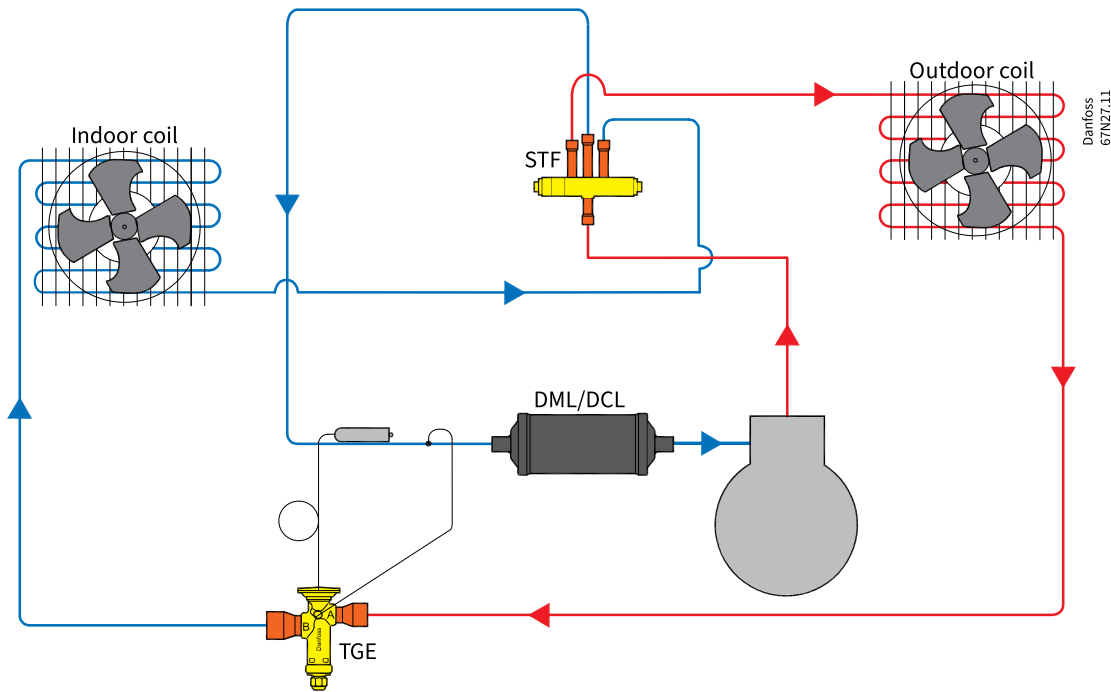 Outdoor coil
Danfoss
67N27.11
Indoor coil
STF
DML/DCL
A
B
Danfoss
TGE